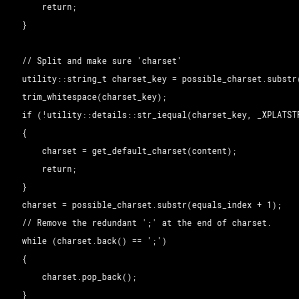 return;
}
// Split and make sure 'charset'
utility::string_t charset_key = possible_charset.substr(
trim_whitespace(charset_key);
if (!utility::details::str_iequal(charset_key, _XPLATSTR
{
charset = get_default_charset(content);
return;
}
charset = possible_charset.substr(equals_index + 1);
// Remove the redundant ';' at the end of charset.
while (charset.back() == ';')
{
charset.pop_back();
}